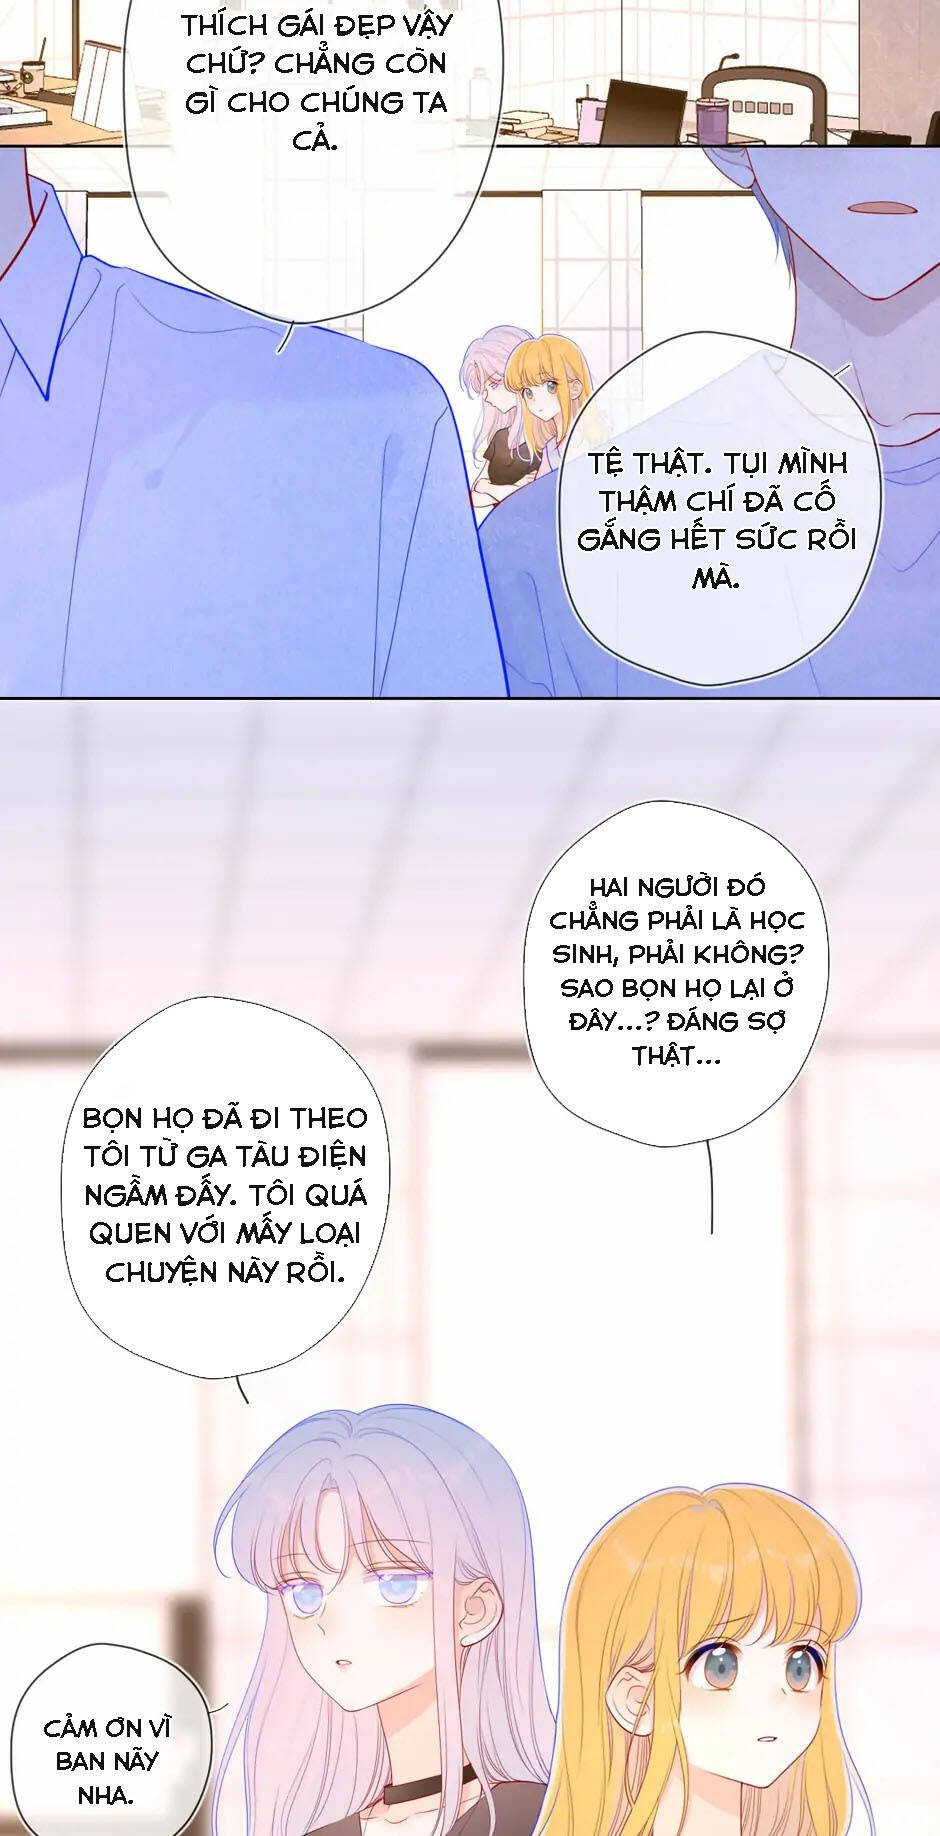 THÍCH GÁI ĐẸP VẬY
CHỨ? CHẲNG CÒN
GÌ CHO CHÚNG TA
CẢ.
TỆ THẬT. TỤI MÌNH
THẬM CHÍ ĐÃ CỐ
GẮNG HẾT SỨC RỒI
MÀ.
HAI NGƯỜI ĐÓ
CHẲNG PHẢI LÀ HỌC
SINH, PHẢI KHÔNG?
SAO BỌN HỌ LẠI Ở
ĐÂY...? ĐÁNG SỢ
THẬT...
BỌN HỌ ĐÃ ĐI THEO
TÔI TỪ GA TÀU ĐIỆN
NGẦM ĐẤY. TÔI QUÁ
QUEN VỚI MẤY LOẠI
CHUYỆN NÀY RỒI.
CẢM ƠN VÌ
BAN NÃY
NHA.